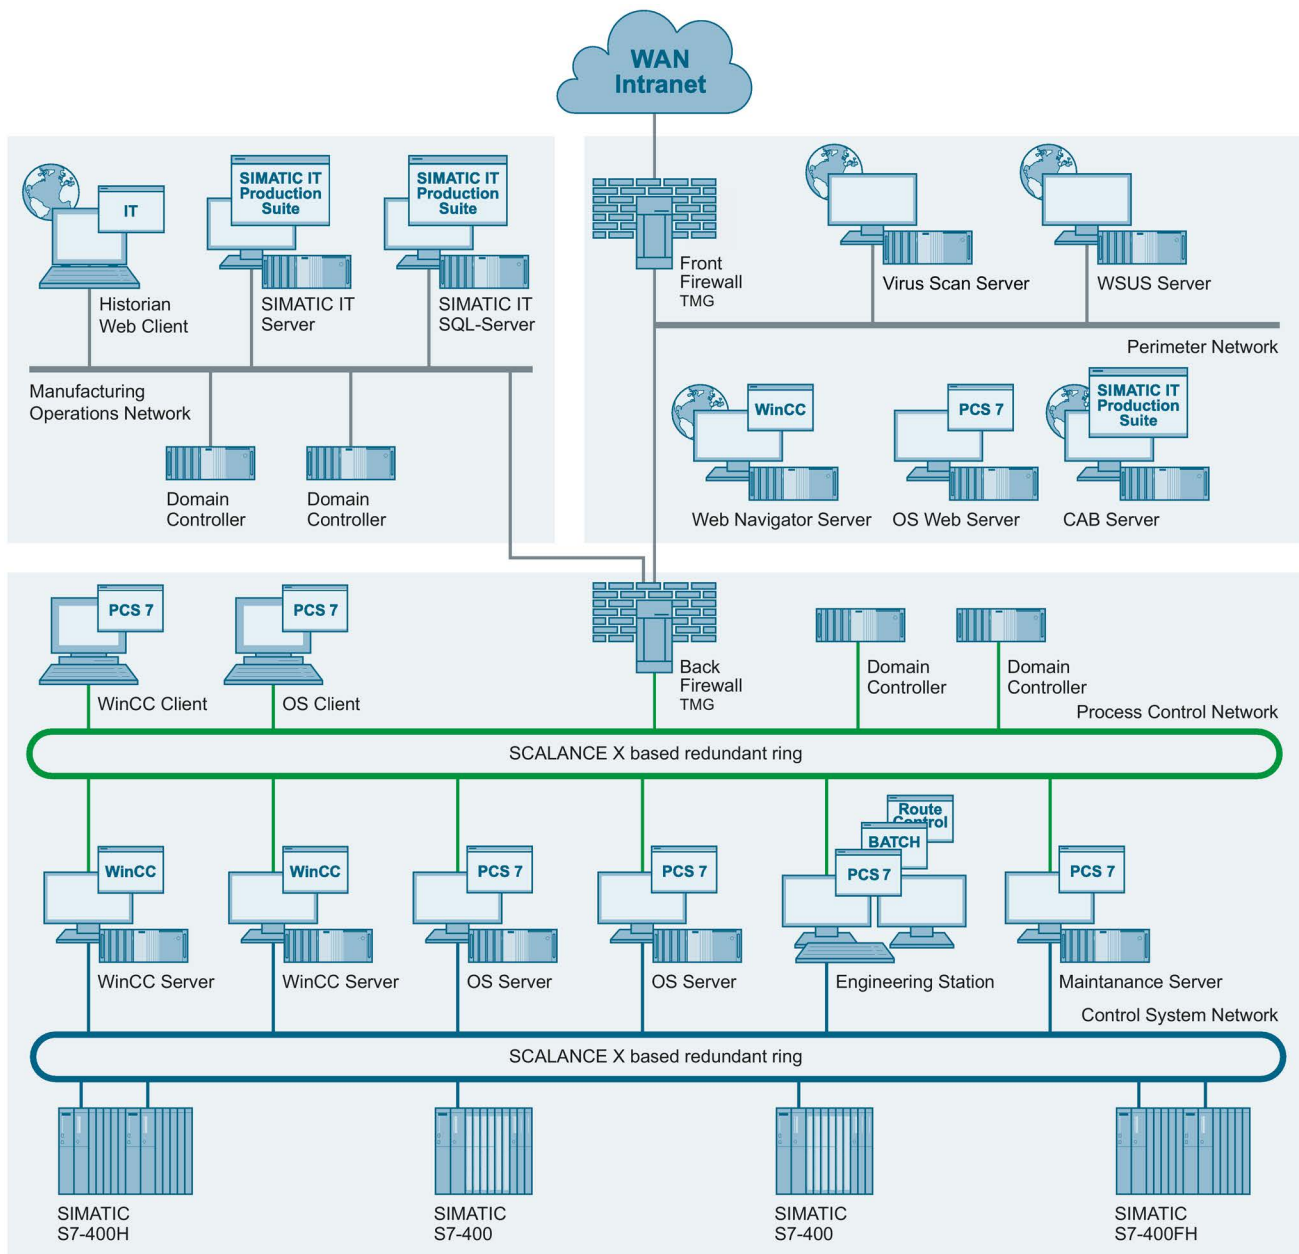 WAN
Intranet
IT
SIMATIC IT
Production
Suite
SIMATIC IT
Production
Suite
Historian
Web Client
SIMATIC IT
Server
SIMATIC IT
SQL-Server
Manufacturing
Operations Network
Domain
Controller
Domain
Controller
Front
Firewall
TMG
Virus Scan Server
WSUS Server
Perimeter Network
WinCC
PCS 7
SIMATIC IT
Production
Suite
Web Navigator Server
OS Web Server
CAB Server
PCS 7
PCS 7
WinCC Client
OS Client
Back
Firewall
TMG
Domain
Controller
Domain
Controller
Process Control Network
SCALANCE X based redundant ring
WinCC
WinCC
PCS 7
PCS 7
Route
Control
BATCH
PCS 7
PCS 7
WinCC Server
WinCC Server
OS Server
OS Server
Engineering Station
Maintanance Server
Control System Network
SCALANCE X based redundant ring
SIMATIC
S7-400H
SIMATIC
S7-400
SIMATIC
S7-400
SIMATIC
S7-400FH